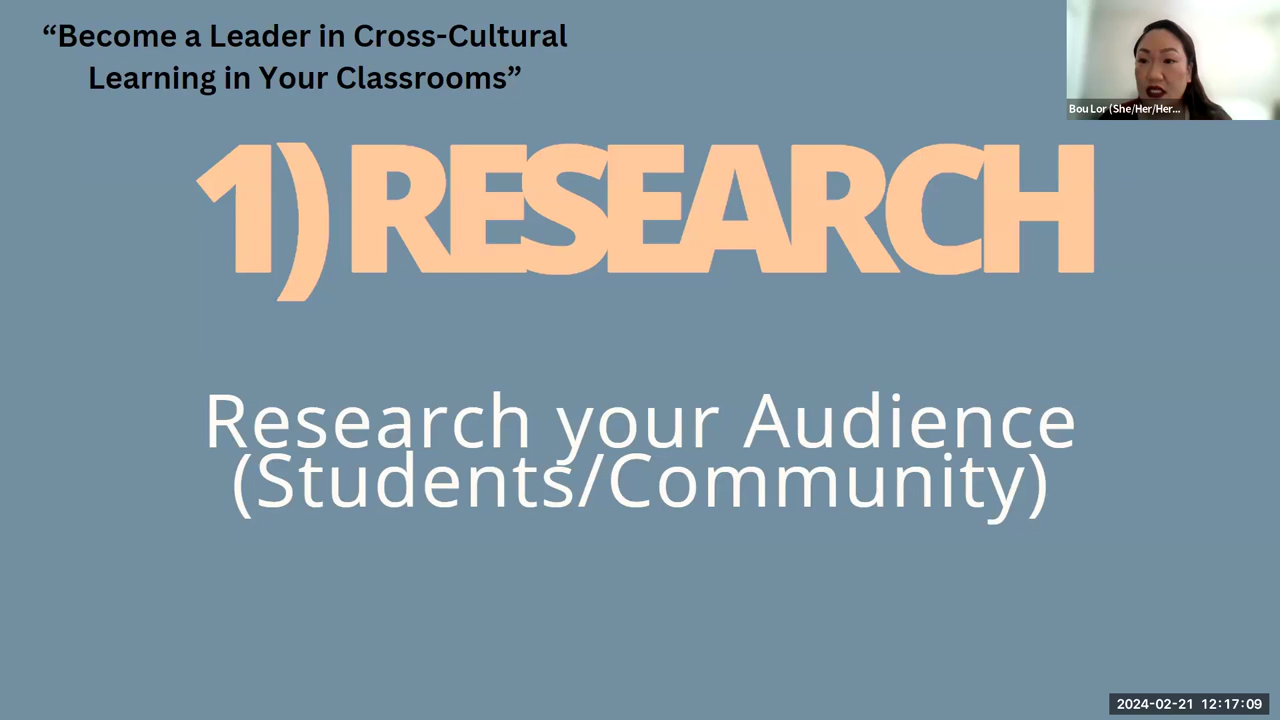 “Become a Leader in Cross-Cultural
Learning in Your Classrooms”
Bou Lor (She/Her/Her...
1) RESEARCH
Research your Audience
(Students/Community)
2024-02-21 12:17:09